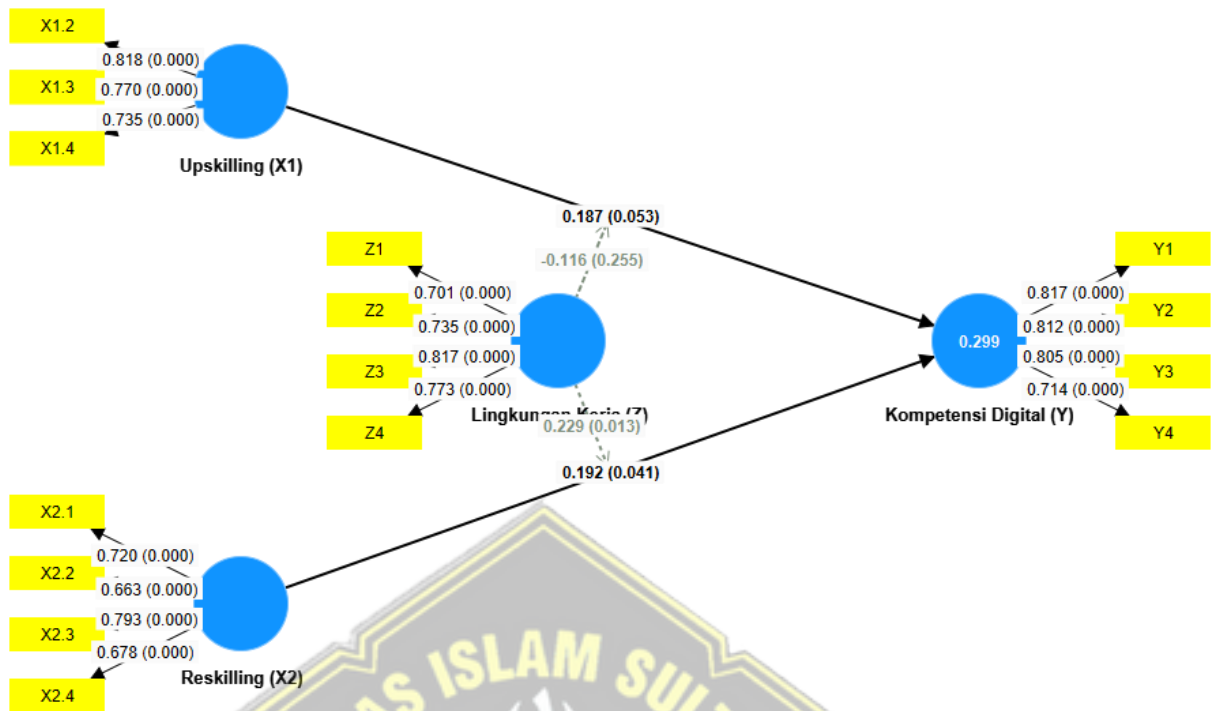 X1.2
0.818 (0.000)
X1.3
0.770 (0.000)
0.735 (0.000)
X1.4
Upskilling (X1)
0.187 (0.053)
-0.116 (0.255)
Z1
0.701 (0.000)
Z2
0.735 (0.000)
0.817 (0.000)
Z3
0.773 (0.000)
Z4
Lingkungan Kerja (Z)
0.229 (0.013)
0.192 (0.041)
0.299
Kompetensi Digital (Y)
Y1
0.817 (0.000)
Y2
0.812 (0.000)
0.805 (0.000)
Y3
0.714 (0.000)
Y4
X2.1
0.720 (0.000)
X2.2
0.663 (0.000)
0.793 (0.000)
X2.3
0.678 (0.000)
X2.4
Reskilling (X2)
ISLAM